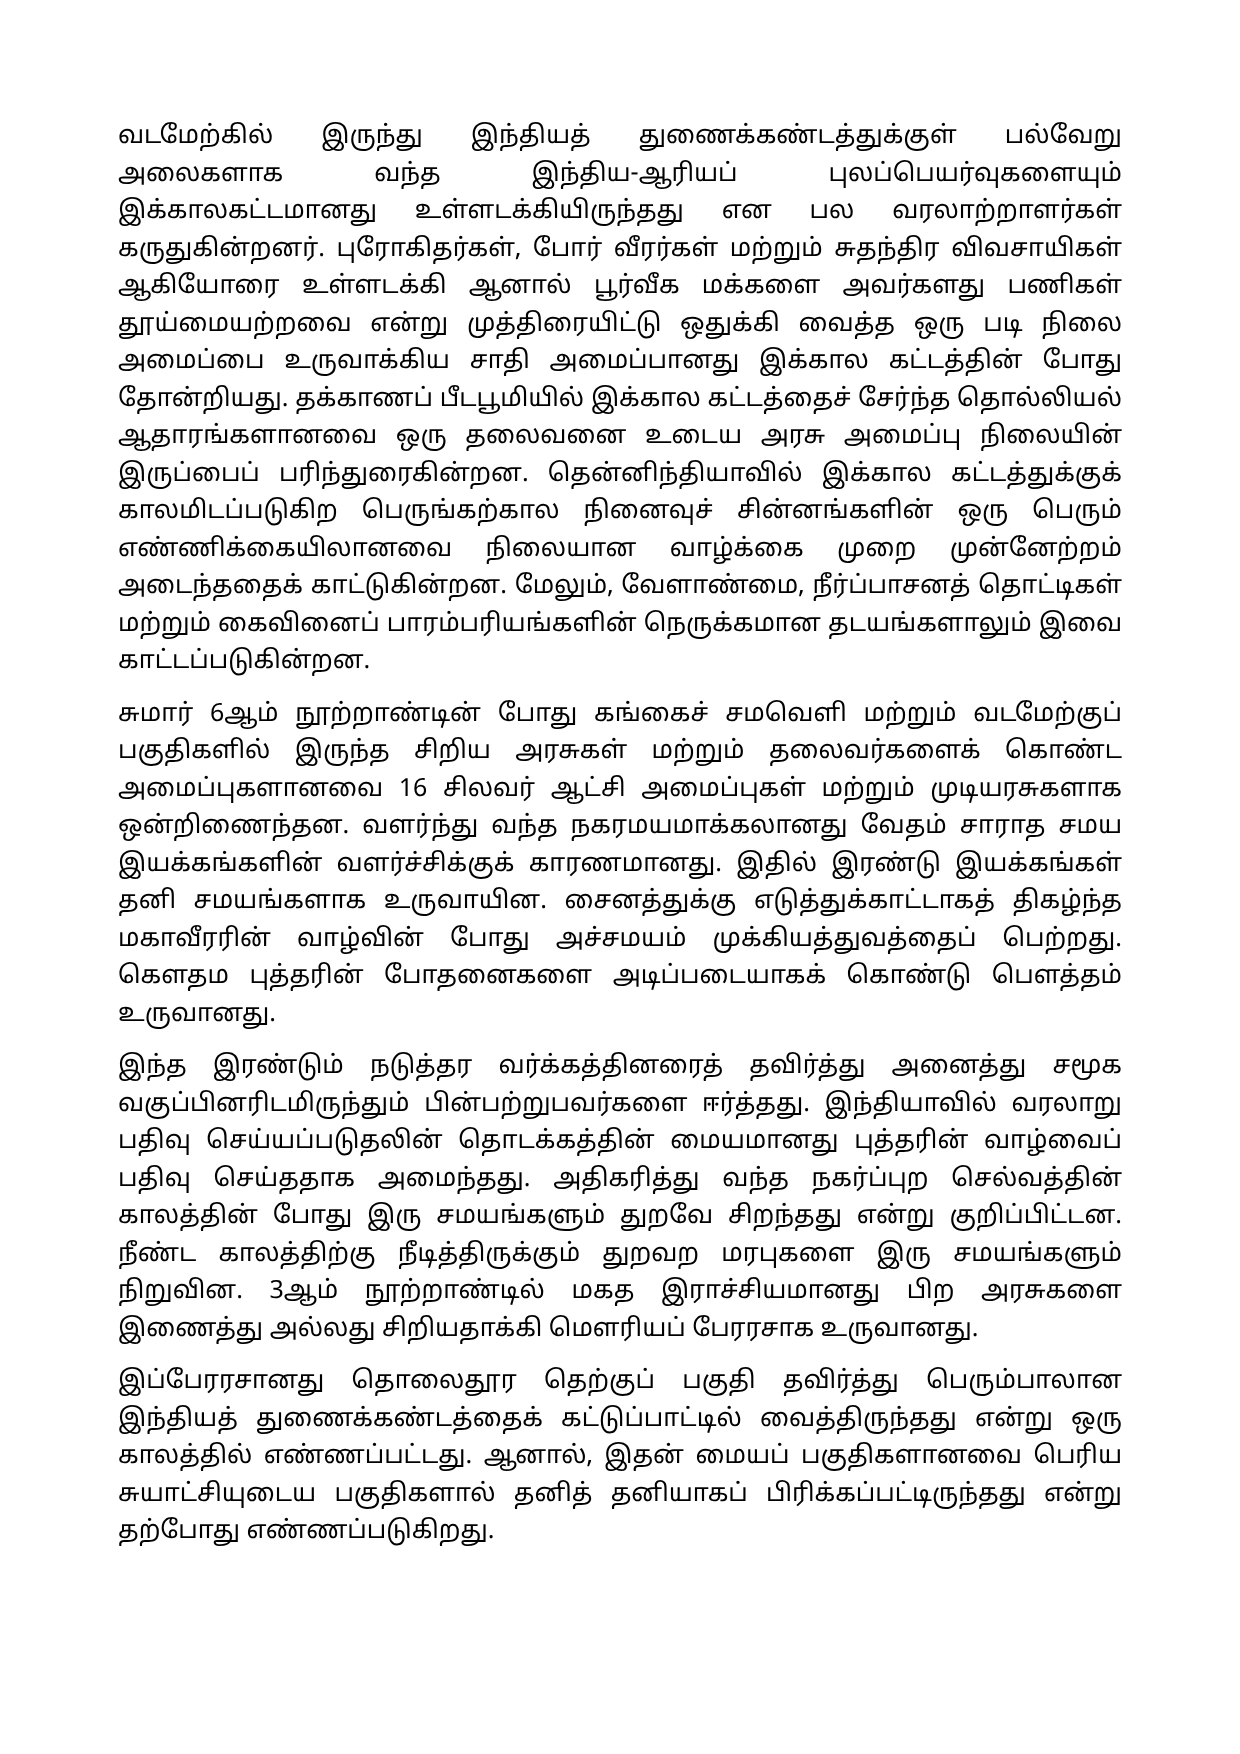 வடமேற்கில் இருந்து இந்தியத் துணைக்கண்டத்துக்குள் பல்வேறு
அலைகளாக வந்த இந்திய-ஆரியப் புலப்பெயர்வுகளையும்
இக்காலகட்டமானது உள்ளடக்கியிருந்தது என பல வரலாற்றாளர்கள்
கருதுகின்றனர். புரோகிதர்கள், போர் வீரர்கள் மற்றும் சுதந்திர விவசாயிகள்
ஆகியோரை உள்ளடக்கி ஆனால் பூர்வீக மக்களை அவர்களது பணிகள்
தூய்மையற்றவை என்று முத்திரையிட்டு ஒதுக்கி வைத்த ஒரு படி நிலை
அமைப்பை உருவாக்கிய சாதி அமைப்பானது இக்கால கட்டத்தின் போது
தோன்றியது. தக்காணப் பீடபூமியில் இக்கால கட்டத்தைச் சேர்ந்த தொல்லியல்
ஆதாரங்களானவை ஒரு தலைவனை உடைய அரசு அமைப்பு நிலையின்
இருப்பைப் பரிந்துரைகின்றன. தென்னிந்தியாவில் இக்கால கட்டத்துக்குக்
காலமிடப்படுகிற பெருங்கற்கால நினைவுச் சின்னங்களின் ஒரு பெரும்
எண்ணிக்கையிலானவை நிலையான வாழ்க்கை முறை முன்னேற்றம்
அடைந்ததைக் காட்டுகின்றன. மேலும், வேளாண்மை, நீர்ப்பாசனத் தொட்டிகள்
மற்றும் கைவினைப் பாரம்பரியங்களின் நெருக்கமான தடயங்களாலும் இவை
காட்டப்படுகின்றன.
சுமார் 6ஆம் நூற்றாண்டின் போது கங்கைச் சமவெளி மற்றும் வடமேற்குப்
பகுதிகளில் இருந்த சிறிய அரசுகள் மற்றும் தலைவர்களைக் கொண்ட
அமைப்புகளானவை 16 சிலவர் ஆட்சி அமைப்புகள் மற்றும் முடியரசுகளாக
ஒன்றிணைந்தன. வளர்ந்து வந்த நகரமயமாக்கலானது வேதம் சாராத சமய
இயக்கங்களின் வளர்ச்சிக்குக் காரணமானது. இதில் இரண்டு இயக்கங்கள்
தனி சமயங்களாக உருவாயின. சைனத்துக்கு எடுத்துக்காட்டாகத் திகழ்ந்த
மகாவீரரின் வாழ்வின் போது அச்சமயம் முக்கியத்துவத்தைப் பெற்றது.
கௌதம புத்தரின் போதனைகளை அடிப்படையாகக் கொண்டு பௌத்தம்
உருவானது.
இந்த இரண்டும் நடுத்தர வர்க்கத்தினரைத் தவிர்த்து அனைத்து சமூக
வகுப்பினரிடமிருந்தும் பின்பற்றுபவர்களை ஈர்த்தது. இந்தியாவில் வரலாறு
பதிவு செய்யப்படுதலின் தொடக்கத்தின் மையமானது புத்தரின் வாழ்வைப்
பதிவு செய்ததாக அமைந்தது. அதிகரித்து வந்த நகர்ப்புற செல்வத்தின்
காலத்தின் போது இரு சமயங்களும் துறவே சிறந்தது என்று குறிப்பிட்டன.
நீண்ட காலத்திற்கு நீடித்திருக்கும் துறவற மரபுகளை இரு சமயங்களும்
நிறுவின. 3ஆம் நூற்றாண்டில் மகத இராச்சியமானது பிற அரசுகளை
இணைத்து அல்லது சிறியதாக்கி மௌரியப் பேரரசாக உருவானது.
இப்பேரரசானது தொலைதூர தெற்குப் பகுதி தவிர்த்து பெரும்பாலான
இந்தியத் துணைக்கண்டத்தைக் கட்டுப்பாட்டில் வைத்திருந்தது என்று ஒரு
காலத்தில் எண்ணப்பட்டது. ஆனால், இதன் மையப் பகுதிகளானவை பெரிய
சுயாட்சியுடைய பகுதிகளால் தனித் தனியாகப் பிரிக்கப்பட்டிருந்தது என்று
தற்போது எண்ணப்படுகிறது.